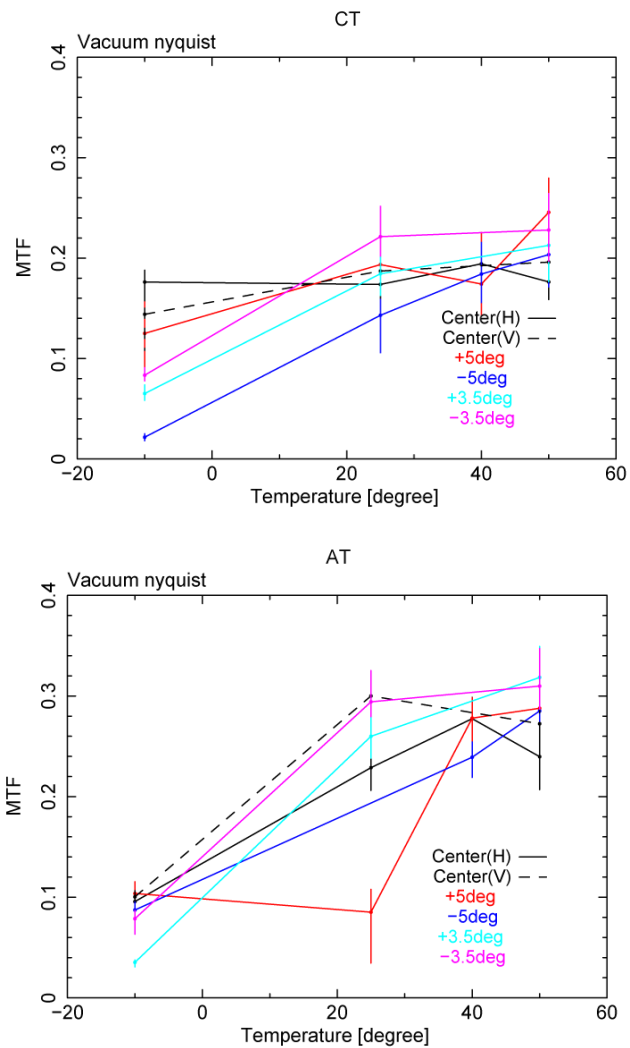 CT
Vacuum nyquist
0.4
0.3
0.2
0.1
0
MTF
Center(H)
Center(V)
+5deg
−5deg
+3.5deg
−3.5deg
−20 0 20 40 60
Temperature [degree]
AT
Vacuum nyquist
0.4
0.3
0.2
0.1
0
MTF
Center(H)
Center(V)
+5deg
−5deg
+3.5deg
−3.5deg
−20 0 20 40 60
Temperature [degree]